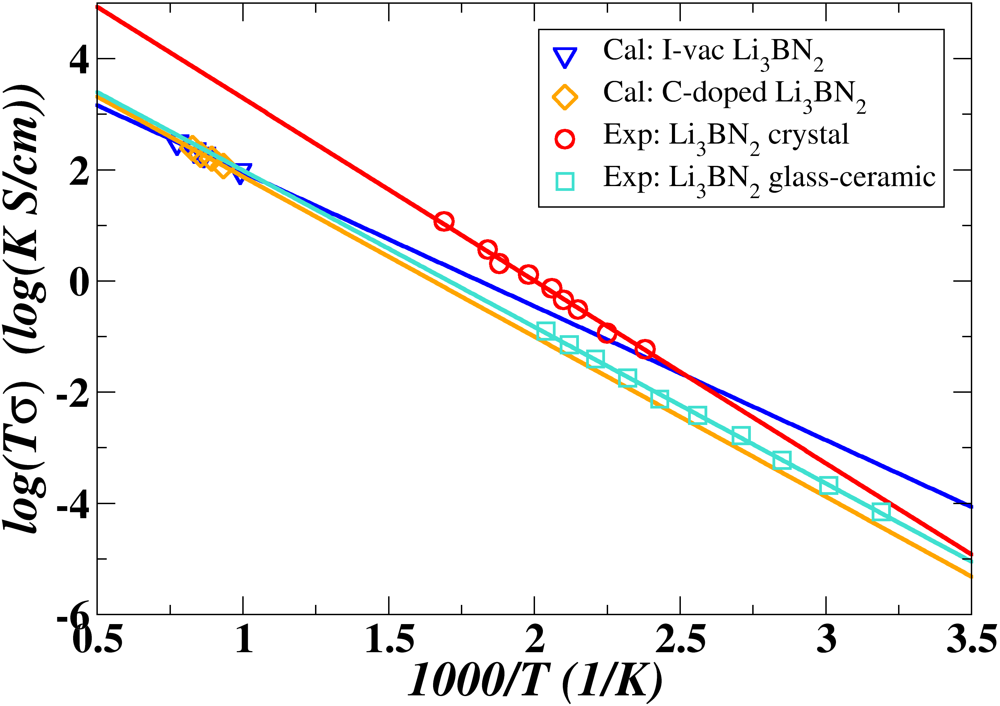 Cal: I-vac Li3BN2
Cal: C-doped Li3BN2
Exp: Li3BN2 crystal
Exp: Li3BN2 glass-ceramic
log(Tσ) (log(K S/cm))
4
2
0
-2
-4
-6
0.5 1 1.5 2 2.5 3 3.5
1000/T (1/K)